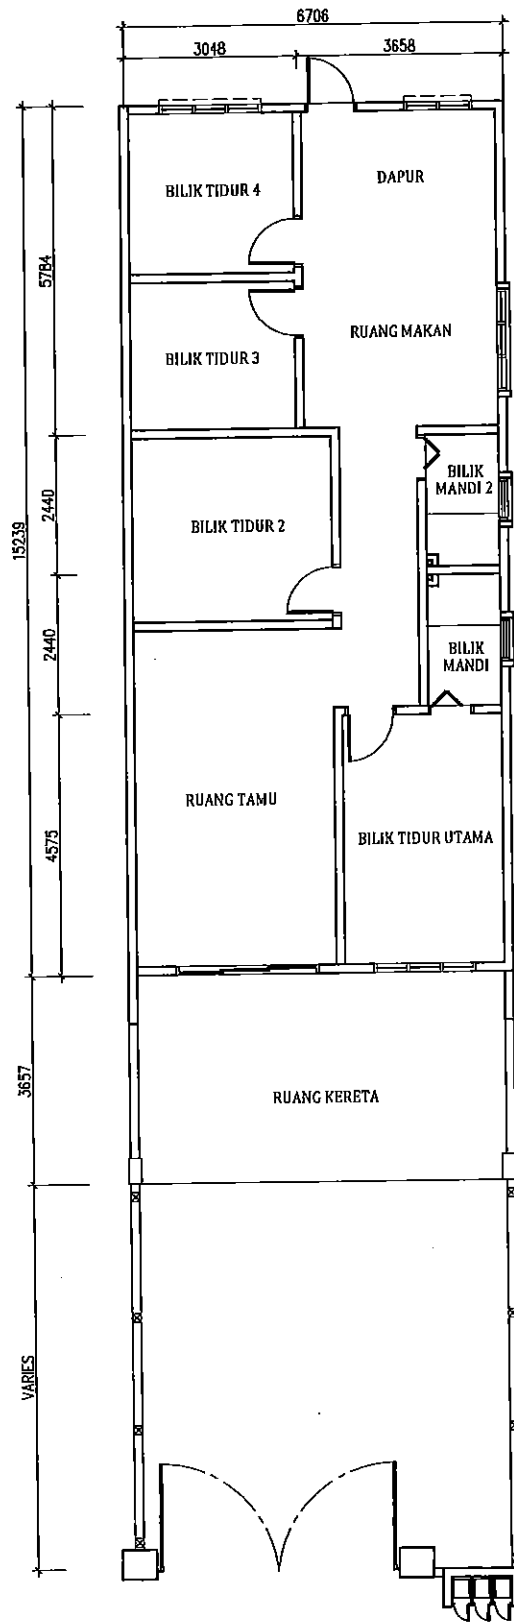 6706
3048
3658
BILIK TIDUR 4
DAPUR
5784
RUANG MAKAN
BILIK TIDUR 3
BILIK
MANDI 2
2440
BILIK TIDUR 2
15239
2440
BILIK
MANDI
RUANG TAMU
BILIK TIDUR UTAMA
4575
3657
RUANG KERETA
VARIES